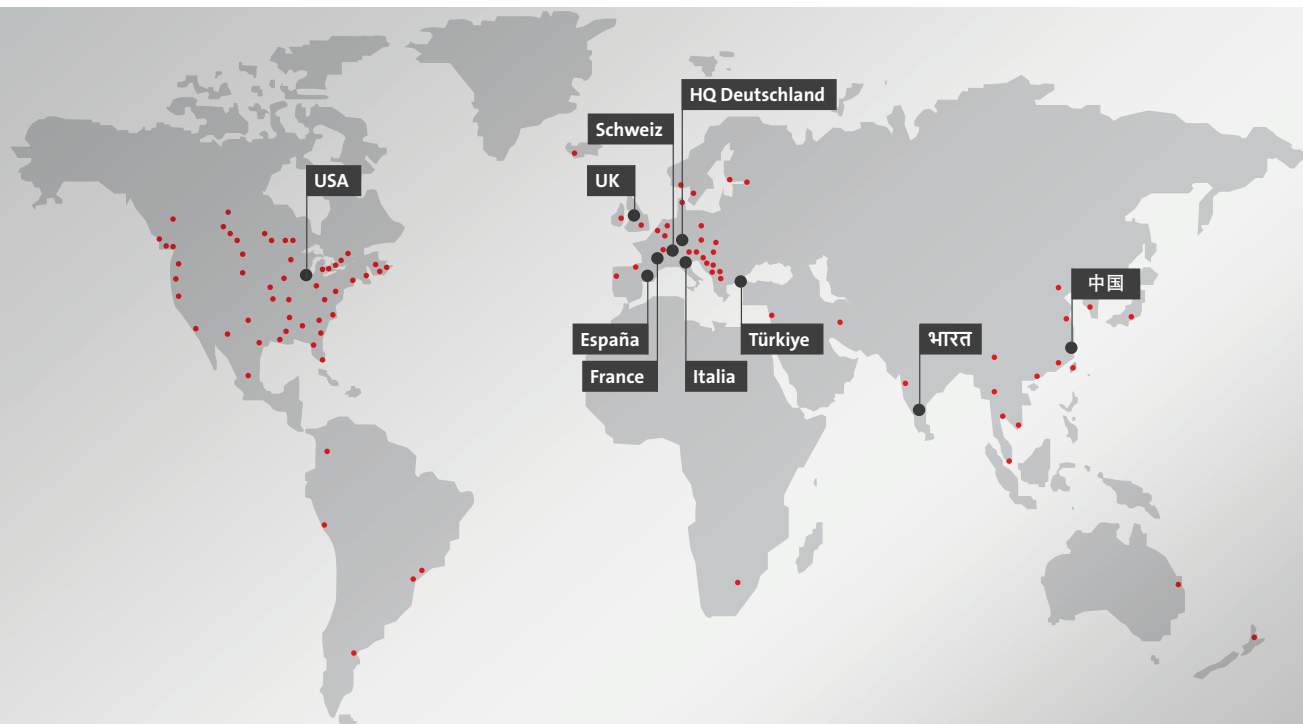 HQ Deutschland
Schweiz
USA
UK
中国
España
Türkiye
भारत
France
Italia